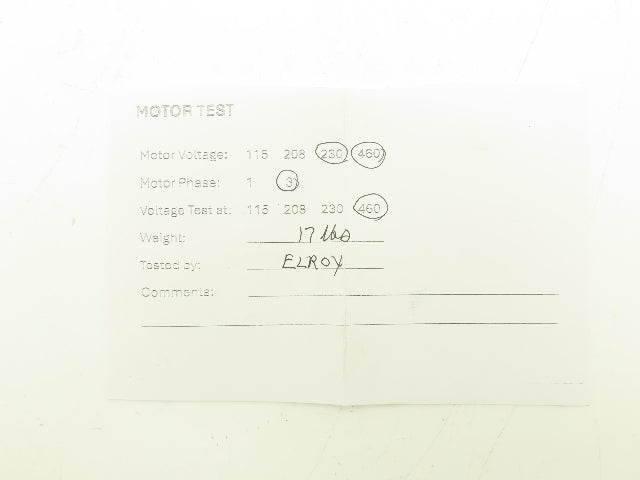 MOTOR TEST
Motor Voltage: 115 208 230 460
Motor Phase: 1 3
Voltage Test at: 115 208 230 460
Weight: 17 lbs
Tested by: ELROY
Comments: